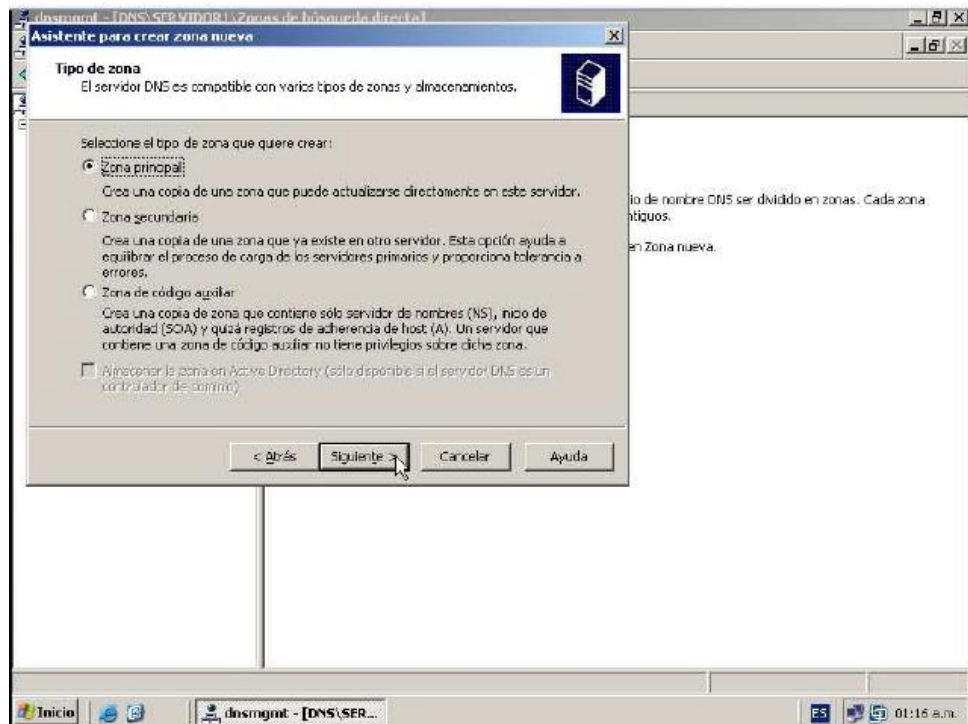 dnsmgmt - [DNS\SERVIDOR1\Zonas de búsqueda directa]
Asistente para crear zona nueva
Tipo de zona
El servidor DNS es compatible con varios tipos de zonas y almacenamientos.
Seleccione el tipo de zona que quiere crear:
Zona principal
Crea una copia de una zona que puede actualizarse directamente en este servidor.
Zona secundaria
Crea una copia de una zona que ya existe en otro servidor. Esta opción ayuda a
equilibrar el proceso de carga de los servidores primarios y proporciona tolerancia a
errores.
Zona de código auxiliar
Crea una copia de zona que contiene sólo servidor de nombres (NS), inicio de
autoridad (SOA) y quizá registros de adherencia de host (A). Un servidor que
contiene una zona de código auxiliar no tiene privilegios sobre dicha zona.
Almacenar la zona en Active Directory (sólo disponible si el servidor DNS es un
controlador de dominio)
< Atrás
Siguiente >
Cancelar
Ayuda
io de nombre DNS ser dividido en zonas. Cada zona
tiguos.
en Zona nueva.
Inicio
dnsmgmt - [DNS\SER...
ES
01:16 a.m.